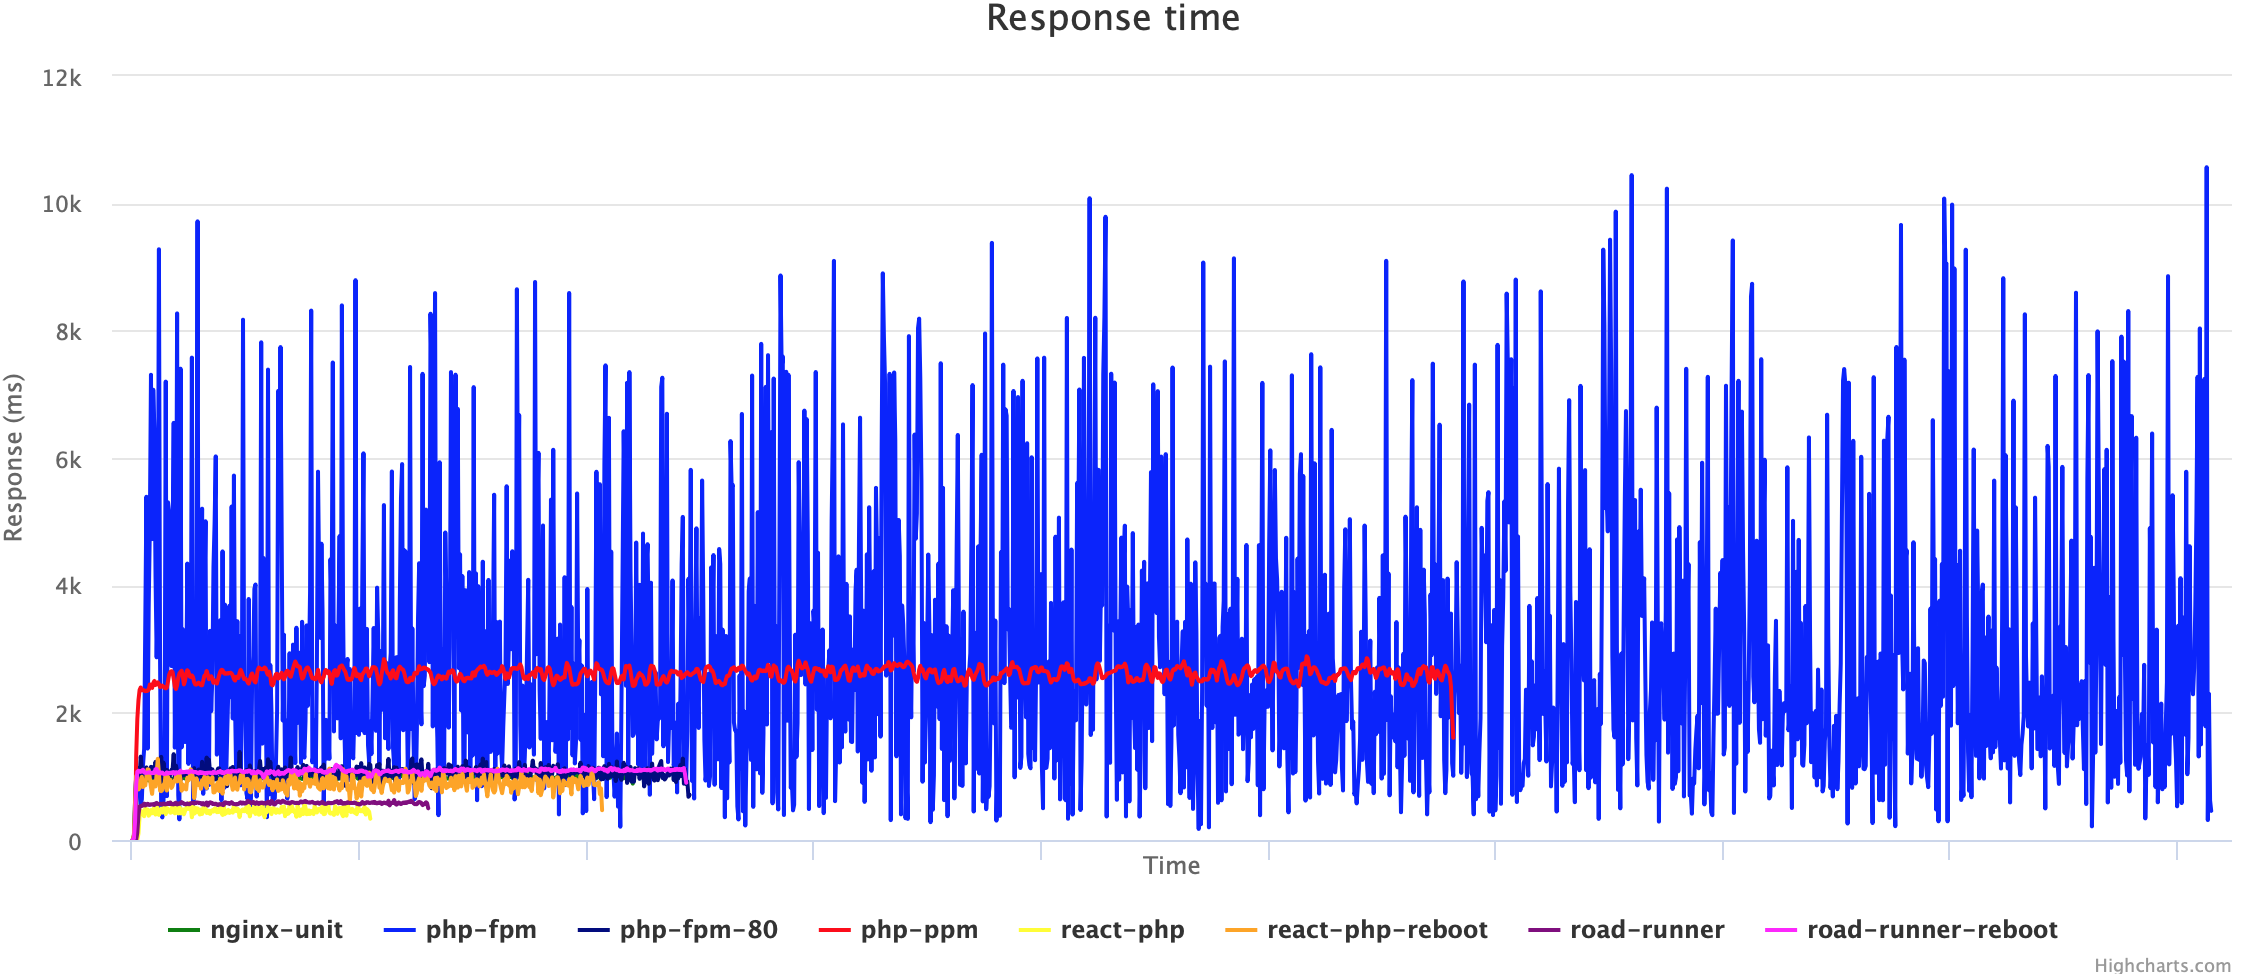 Response time
12k
10k
8k
6k
4k
2k
0
Response (ms)
Time
nginx-unit php-fpm php-fpm-80 php-ppm react-php react-php-reboot road-runner road-runner-reboot
Highcharts.com